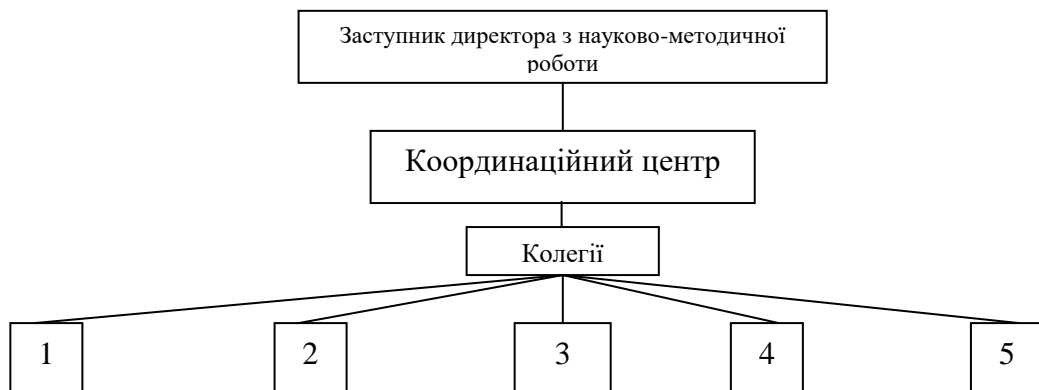 Заступник директора з науково-методичної
роботи
Координаційний центр
Колегії
1 2 3 4 5